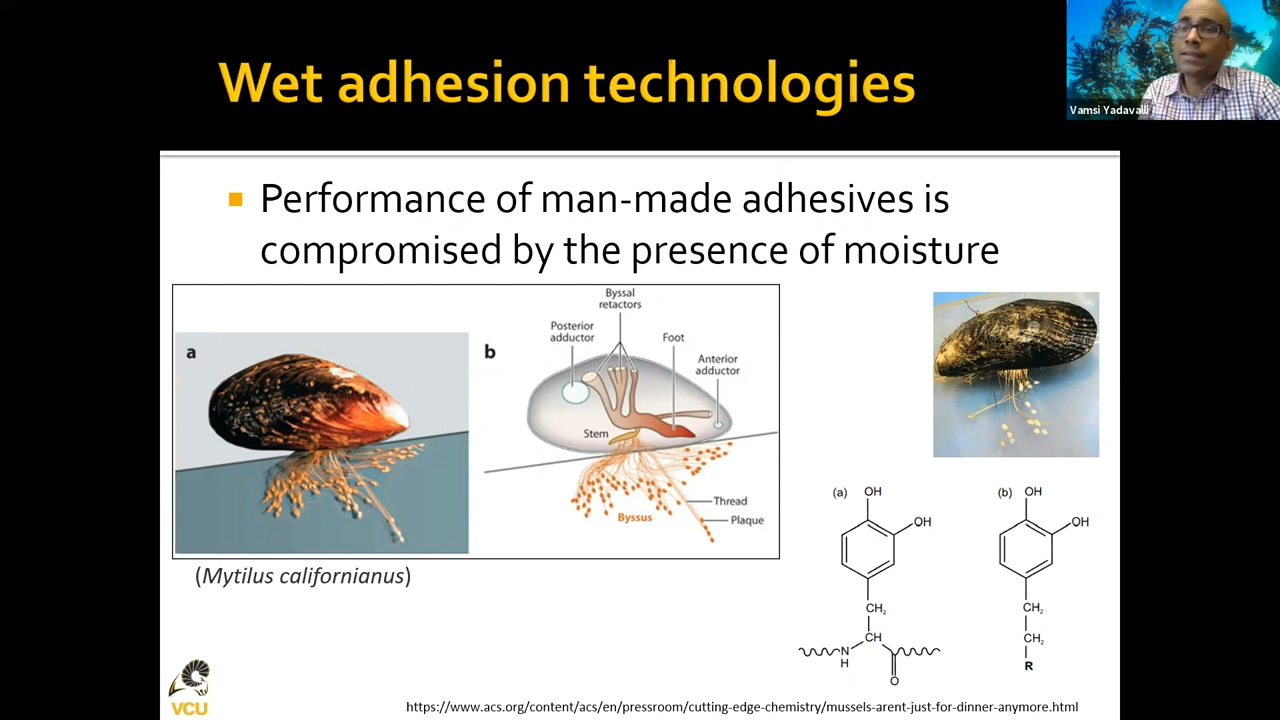 Wet adhesion technologies
Vamsi Yadavalli
■ Performance of man-made adhesives is
compromised by the presence of moisture
a
b
Byssal
retactors
Posterior
adductor
Foot
Anterior
adductor
Stem
Thread
Byssus
Plaque
(Mytilus californianus)
(a)
OH
OH
CH₂
CH
N
H
O
(b)
OH
OH
CH₂
CH₂
R
VCU
https://www.acs.org/content/acs/en/pressroom/cutting-edge-chemistry/mussels-arent-just-for-dinner-anymore.html